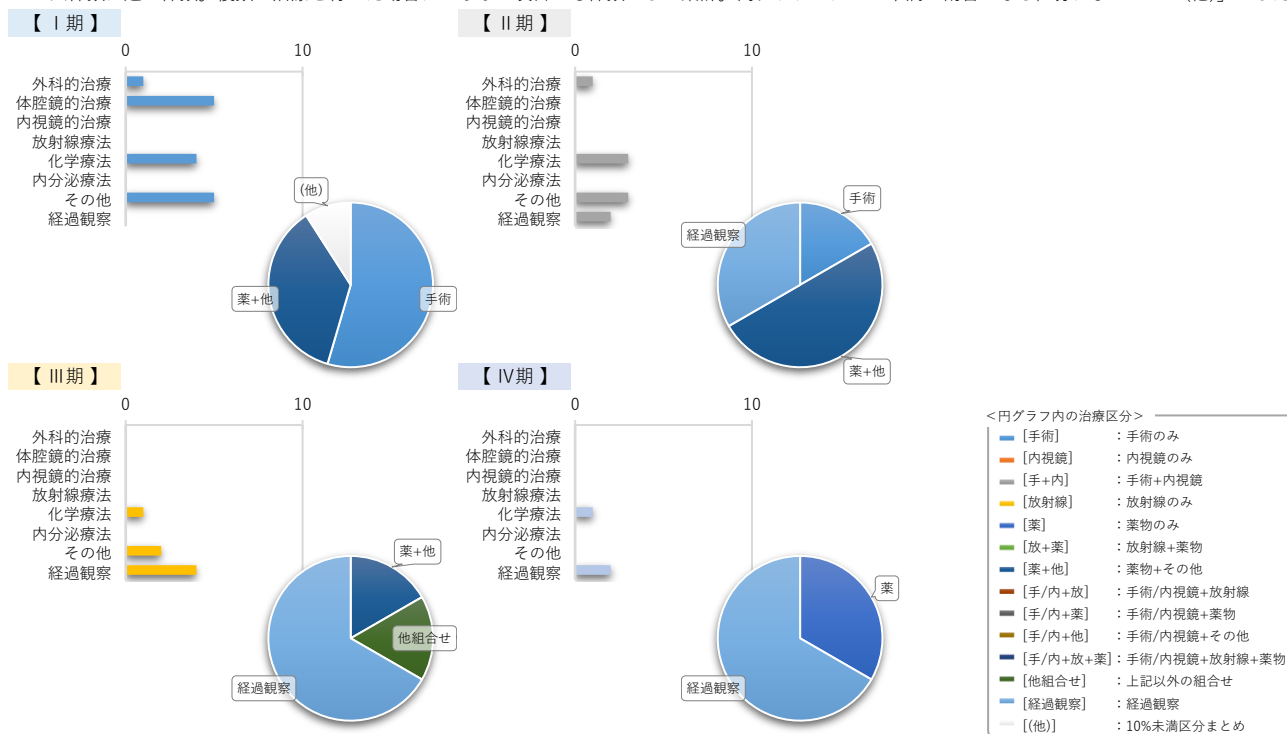 【 Ⅰ期 】
0
10
外科的治療
体腔鏡的治療
内視鏡的治療
放射線療法
化学療法
内分泌療法
その他
経過観察
(他)
薬+他
手術
【 Ⅱ期 】
0
10
外科的治療
体腔鏡的治療
内視鏡的治療
放射線療法
化学療法
内分泌療法
その他
経過観察
手術
経過観察
薬+他
【 Ⅲ期 】
0
10
外科的治療
体腔鏡的治療
内視鏡的治療
放射線療法
化学療法
内分泌療法
その他
経過観察
薬+他
他組合せ
経過観察
【 Ⅳ期 】
0
10
外科的治療
体腔鏡的治療
内視鏡的治療
放射線療法
化学療法
内分泌療法
その他
経過観察
薬
経過観察
<円グラフ内の治療区分>
[手術] :手術のみ
[内視鏡] :内視鏡のみ
[手+内] :手術+内視鏡
[放射線] :放射線のみ
[薬] :薬物のみ
[放+薬] :放射線+薬物
[薬+他] :薬物+その他
[手/内+放] :手術/内視鏡+放射線
[手/内+薬] :手術/内視鏡+薬物
[手/内+他] :手術/内視鏡+その他
[手/内+放+薬]:手術/内視鏡+放射線+薬物
[他組合せ] :上記以外の組合せ
[経過観察] :経過観察
[(他)] :10%未満区分まとめ